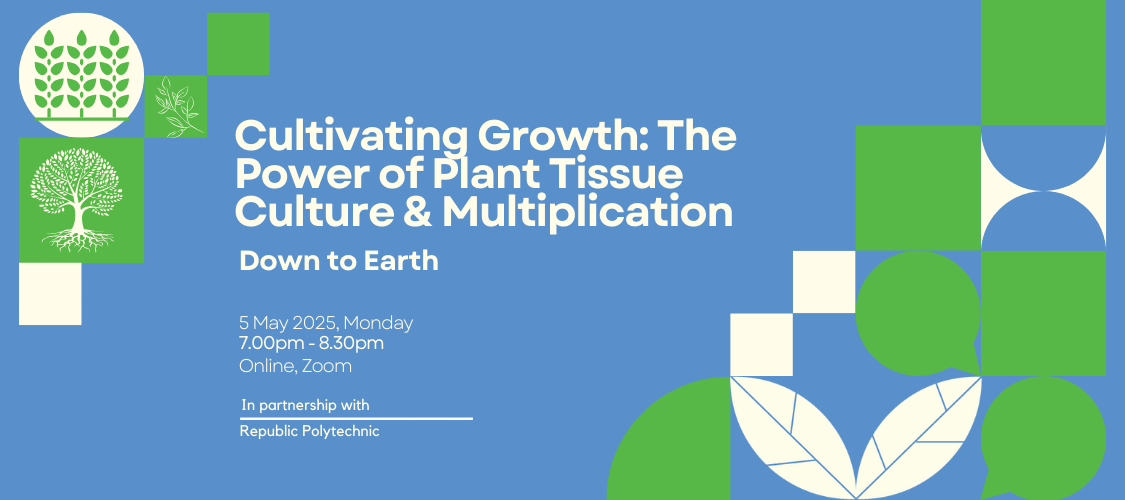 Cultivating Growth: The
Power of Plant Tissue
Culture & Multiplication
Down to Earth
5 May 2025, Monday
7.00pm - 8.30pm
Online, Zoom
In partnership with
Republic Polytechnic